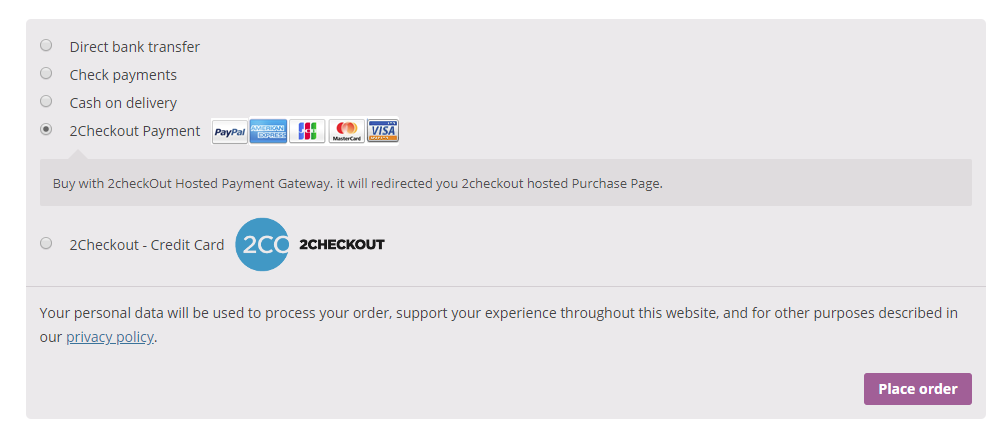 Direct bank transfer
Check payments
Cash on delivery
2Checkout Payment PayPal AMERICAN EXPRESS JCB MasterCard VISA
Buy with 2checkOut Hosted Payment Gateway. it will redirected you 2checkout hosted Purchase Page.
2Checkout - Credit Card 2CO 2CHECKOUT
Your personal data will be used to process your order, support your experience throughout this website, and for other purposes described in
our privacy policy.
Place order